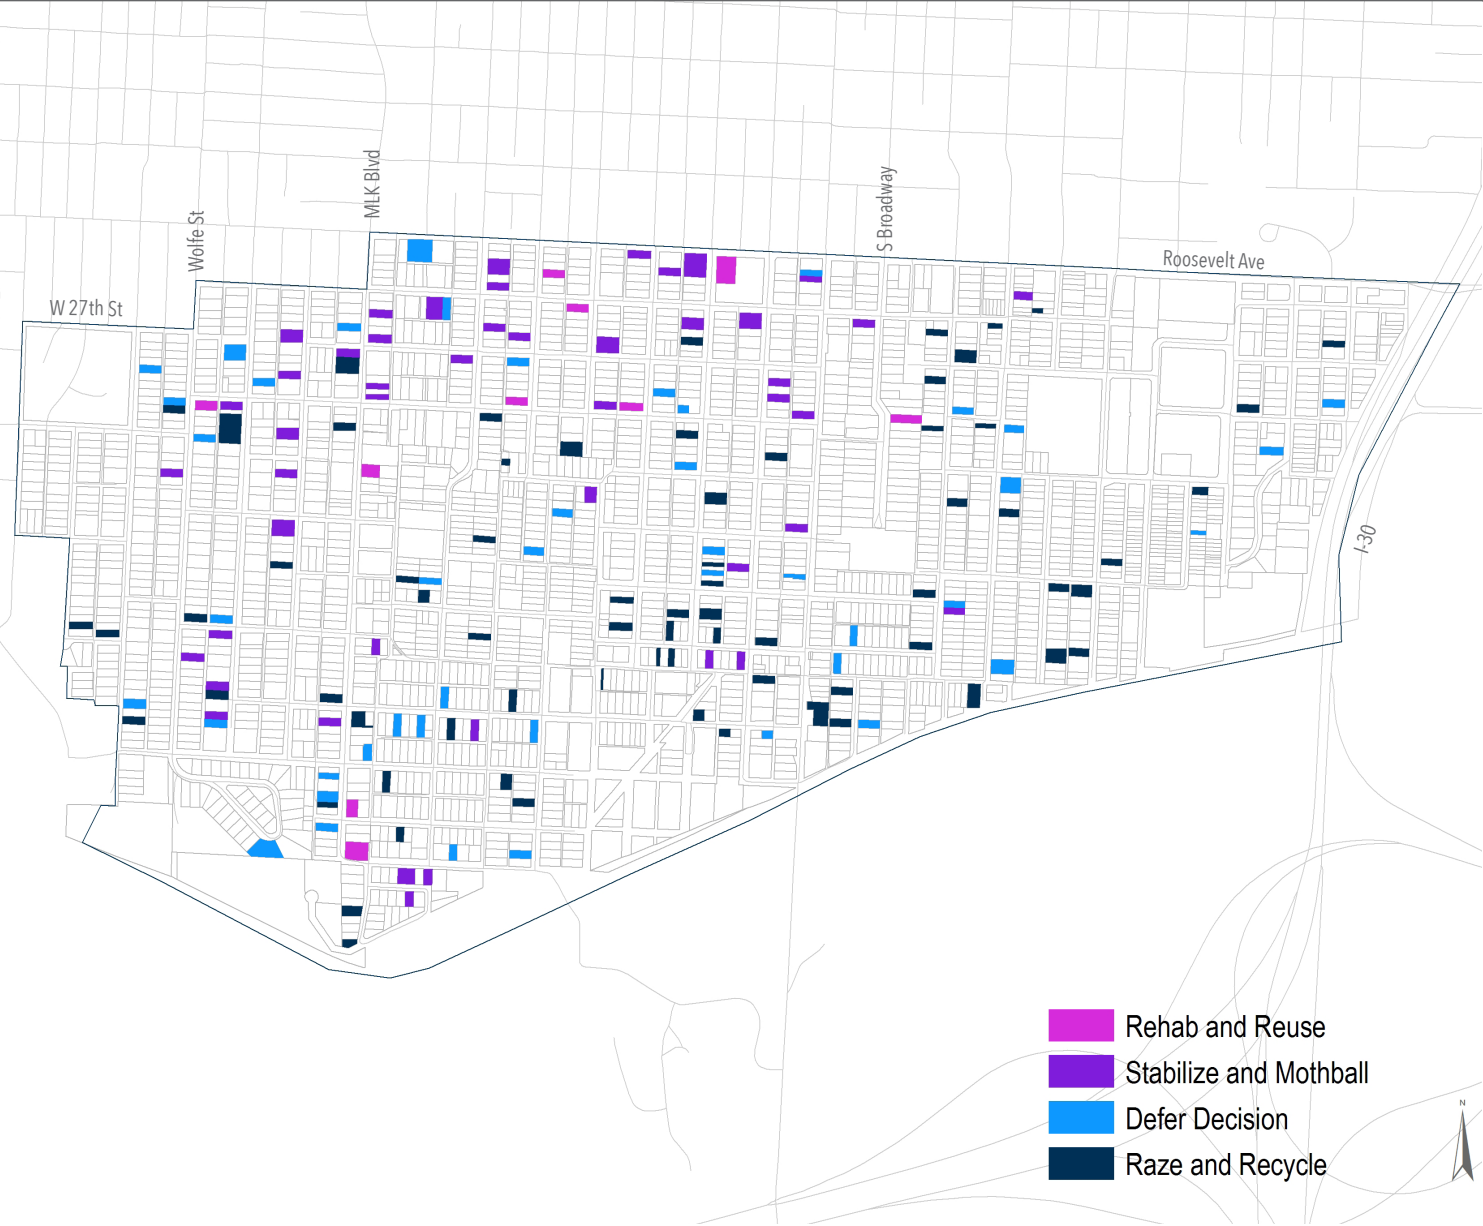 MLK Blvd
S Broadway
Wolfe St
Roosevelt Ave
W 27th St
I-30
Rehab and Reuse
Stabilize and Mothball
Defer Decision
Raze and Recycle
N